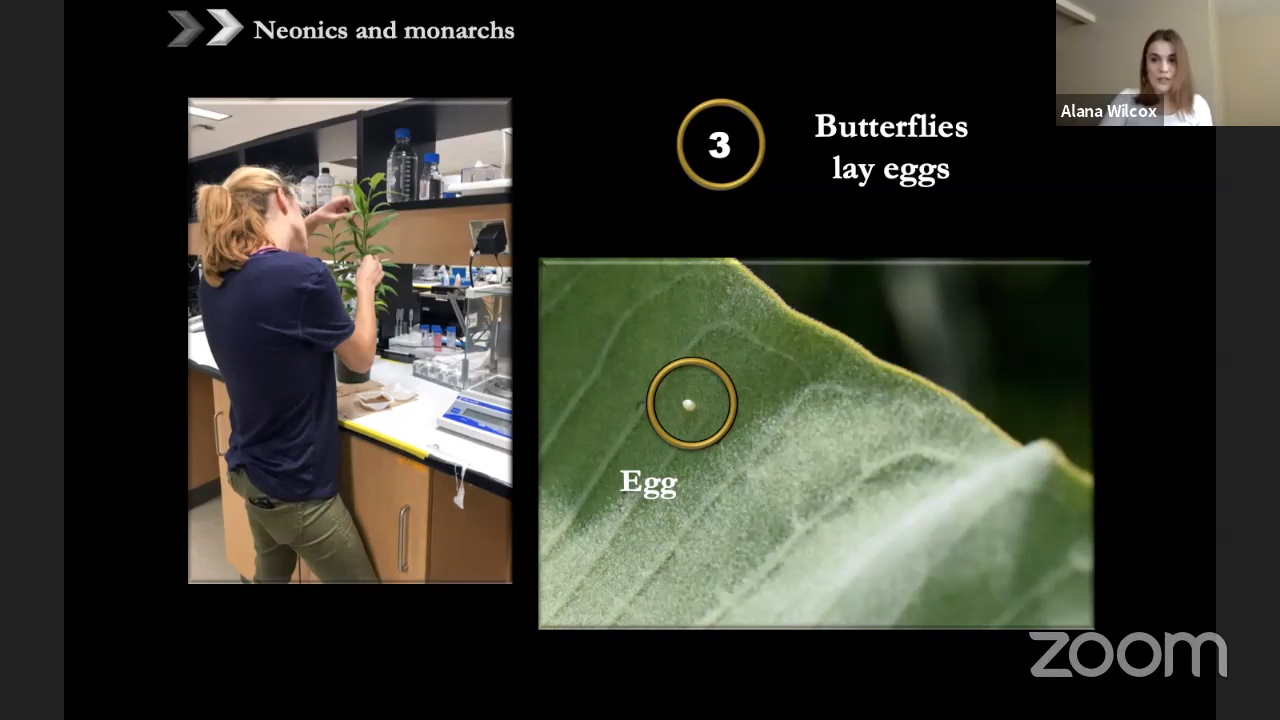 Neonics and monarchs
Alana Wilcox
3
Butterflies
lay eggs
Egg
zoom